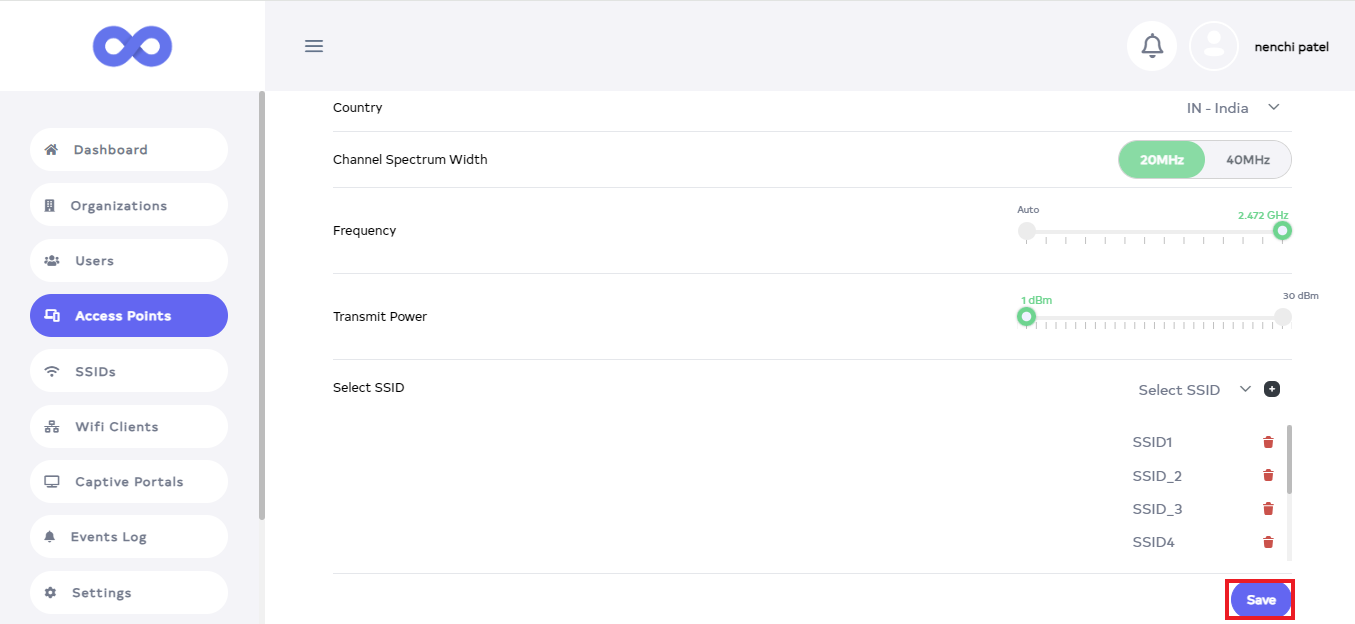 nenchi patel
Dashboard
Organizations
Users
Access Points
SSIDs
Wifi Clients
Captive Portals
Events Log
Settings
Country
IN - India
Channel Spectrum Width
20MHz 40MHz
Frequency
Auto
2.472 GHz
Transmit Power
1 dBm
30 dBm
Select SSID
Select SSID
SSID1
SSID_2
SSID_3
SSID4
Save